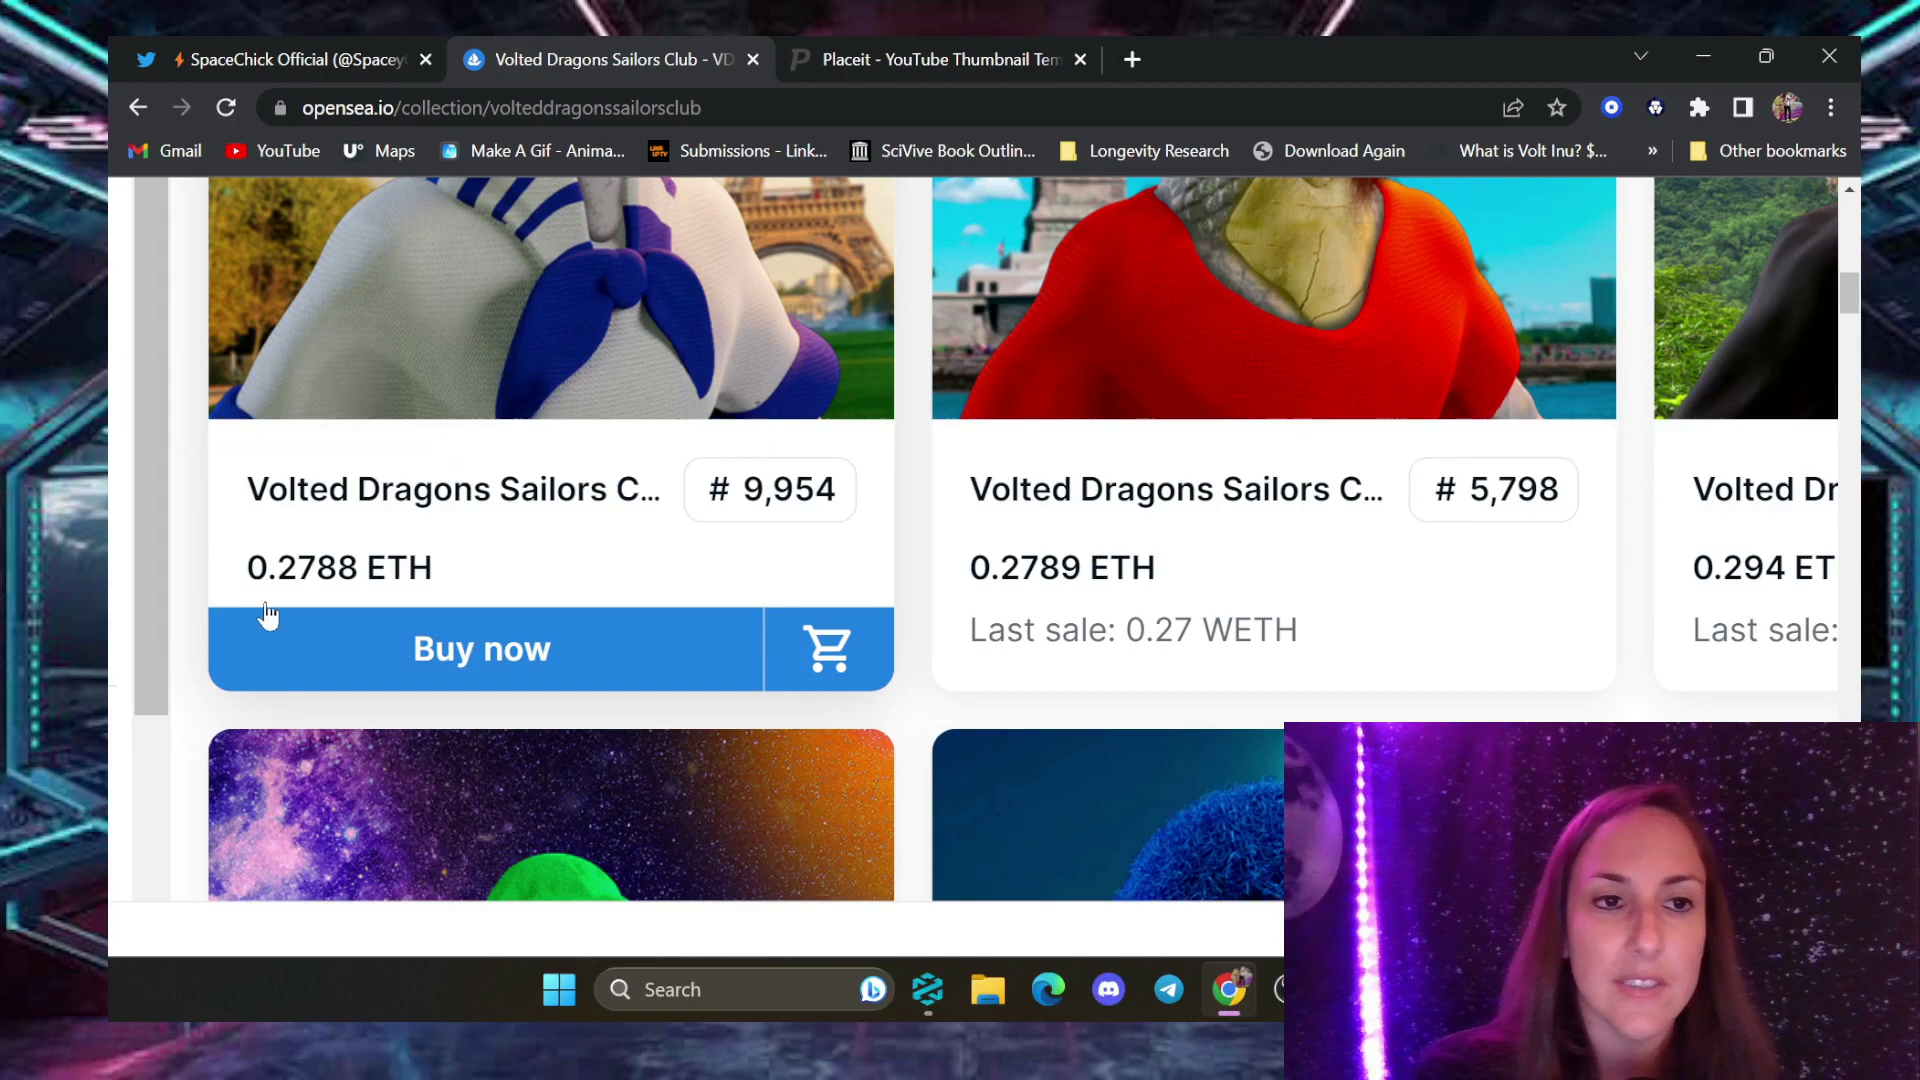 SpaceChick Official (@Spacey
Volted Dragons Sailors Club - VD
Placeit - YouTube Thumbnail Tem
opensea.io/collection/volteddragonssailorsclub
Gmail
YouTube
Maps
Make A Gif - Anima...
Submissions - Link...
SciVive Book Outlin...
Longevity Research
Download Again
What is Volt Inu? $...
»
Other bookmarks
Volted Dragons Sailors C... # 9,954
0.2788 ETH
Buy now
Volted Dragons Sailors C... # 5,798
0.2789 ETH
Last sale: 0.27 WETH
Volted Dr
0.294 ET
Last sale:
Search